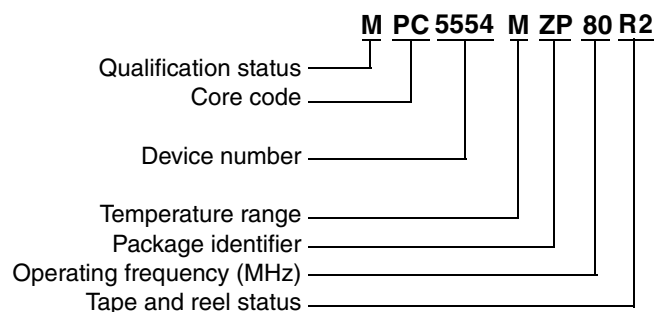 M PC 5554 M ZP 80 R2
Qualification status
Core code
Device number
Temperature range
Package identifier
Operating frequency (MHz)
Tape and reel status